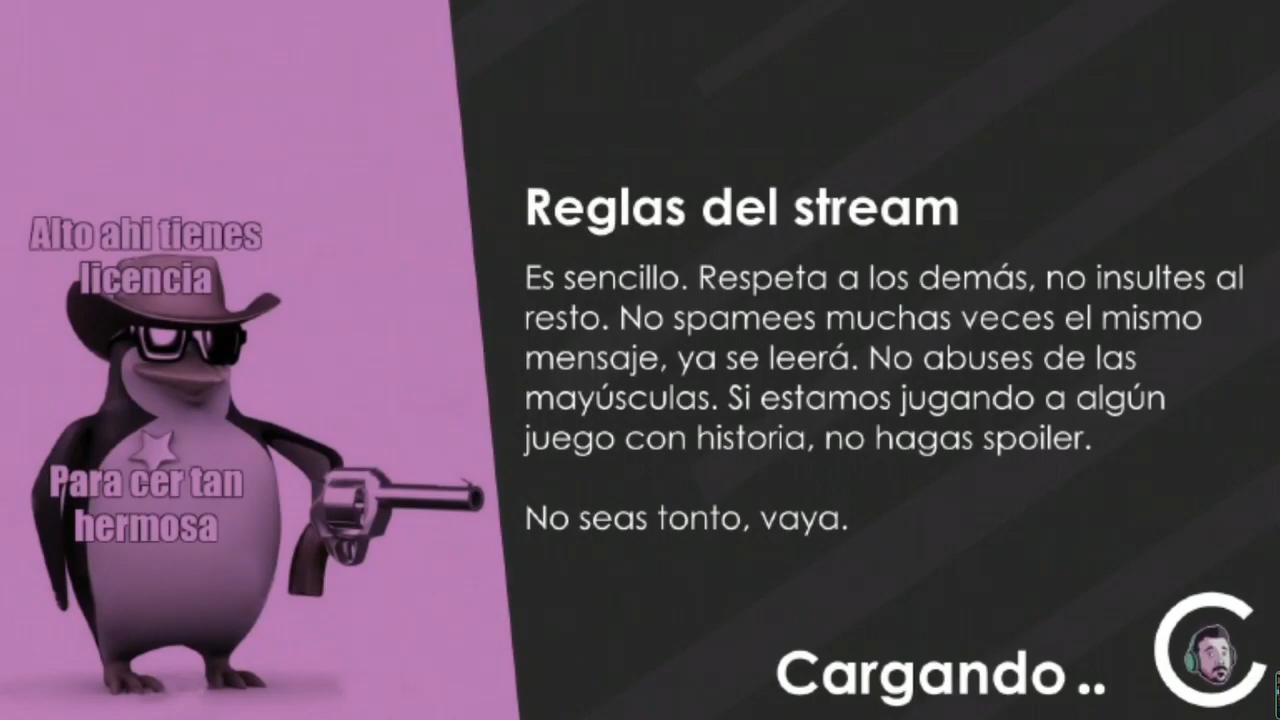 Alto ahi tienes
licencia
Para cer tan
hermosa
Reglas del stream
Es sencillo. Respeta a los demás, no insultes al
resto. No spamees muchas veces el mismo
mensaje, ya se leerá. No abuses de las
mayúsculas. Si estamos jugando a algún
juego con historia, no hagas spoiler.
No seas tonto, vaya.
Cargando ..